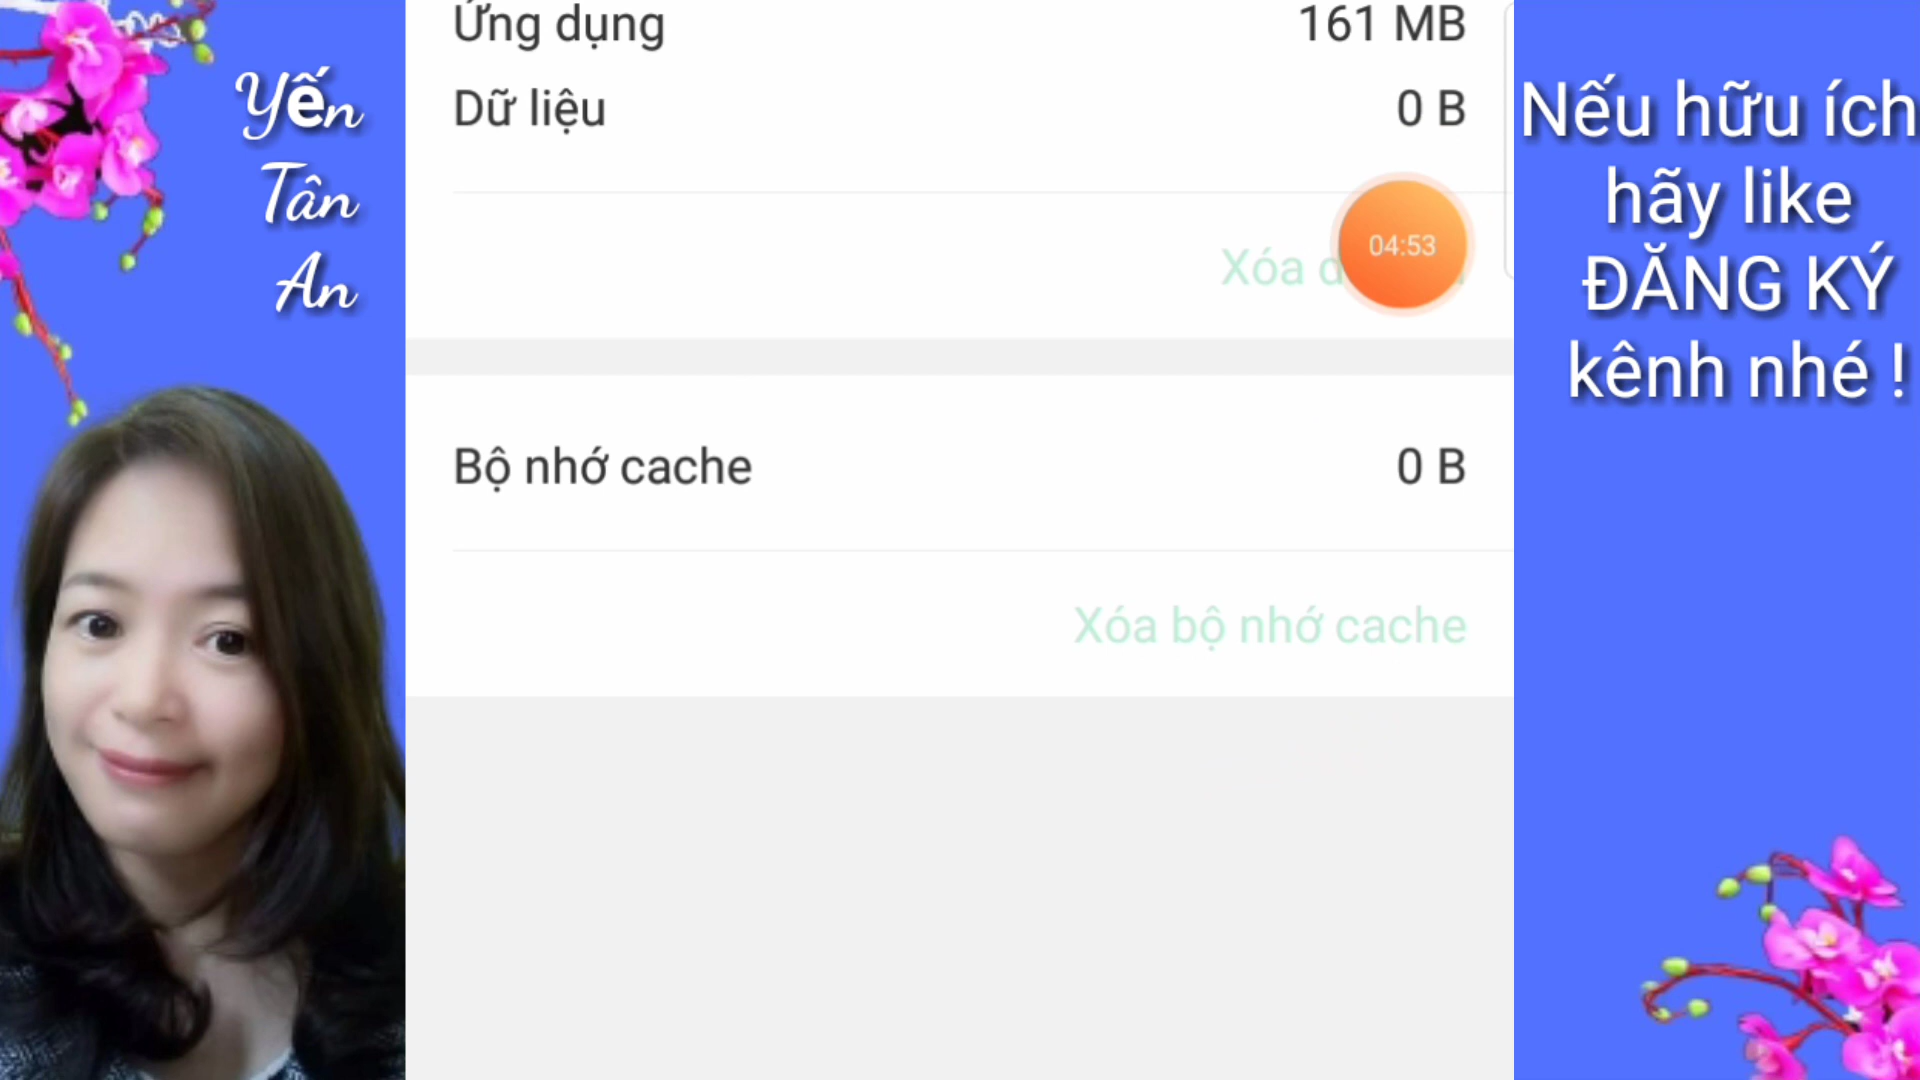 Yến
Tân
An
Ứng dụng 161 MB
Dữ liệu 0 B
04:53
Xóa
Bộ nhớ cache 0 B
Xóa bộ nhớ cache
Nếu hữu ích
hãy like
ĐĂNG KÝ
kênh nhé !